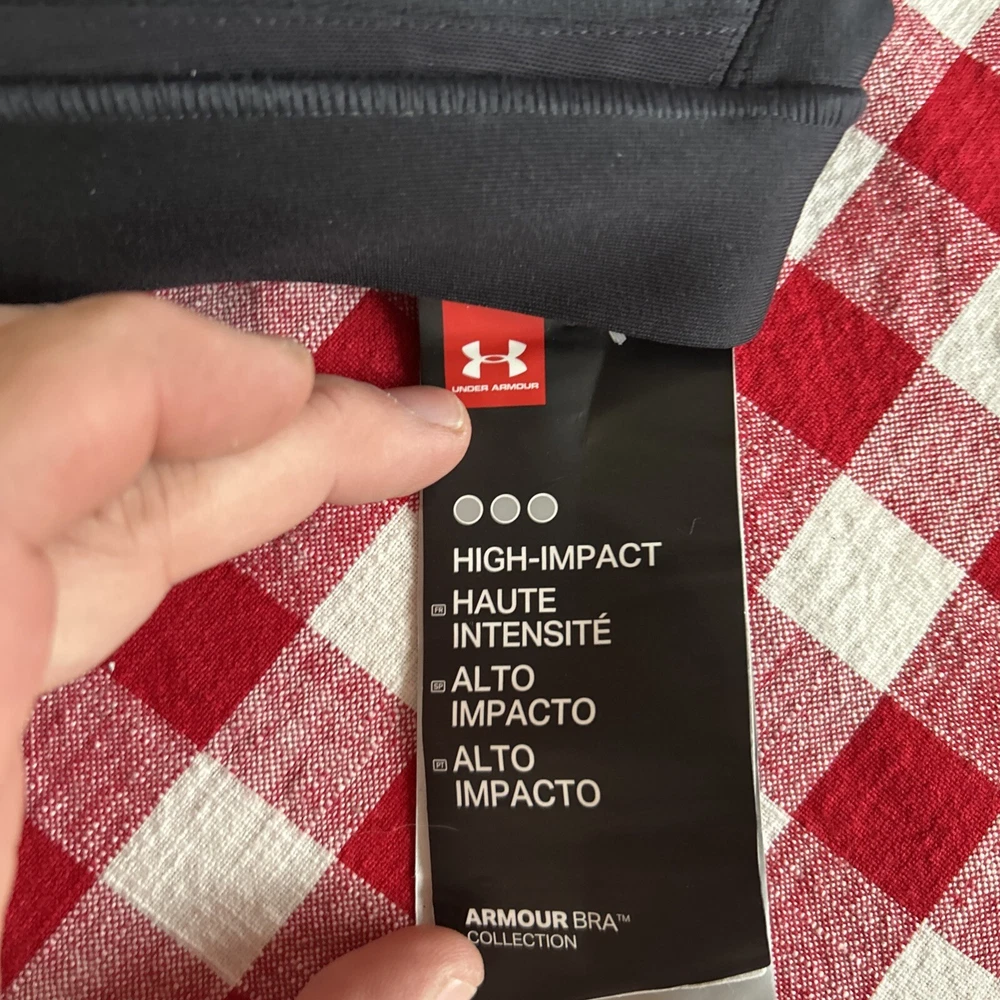 UNDER ARMOUR
HIGH-IMPACT
FR HAUTE
INTENSITÉ
SP ALTO
IMPACTO
PT ALTO
IMPACTO
ARMOUR BRA™
COLLECTION